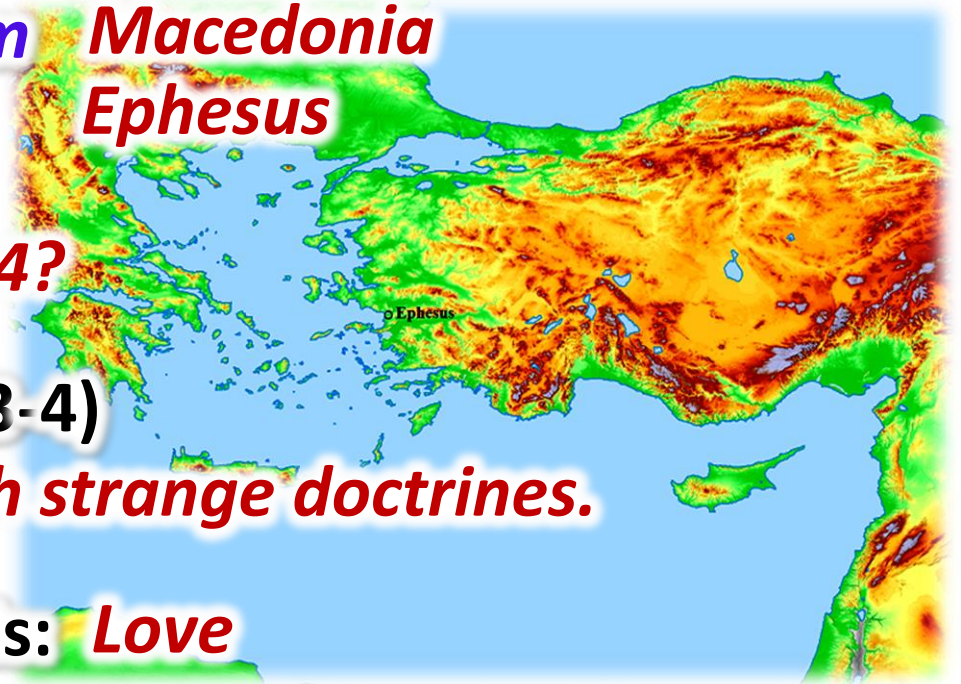 m Macedonia
Ephesus
4?
Ephesus
3-4)
h strange doctrines.
s: Love